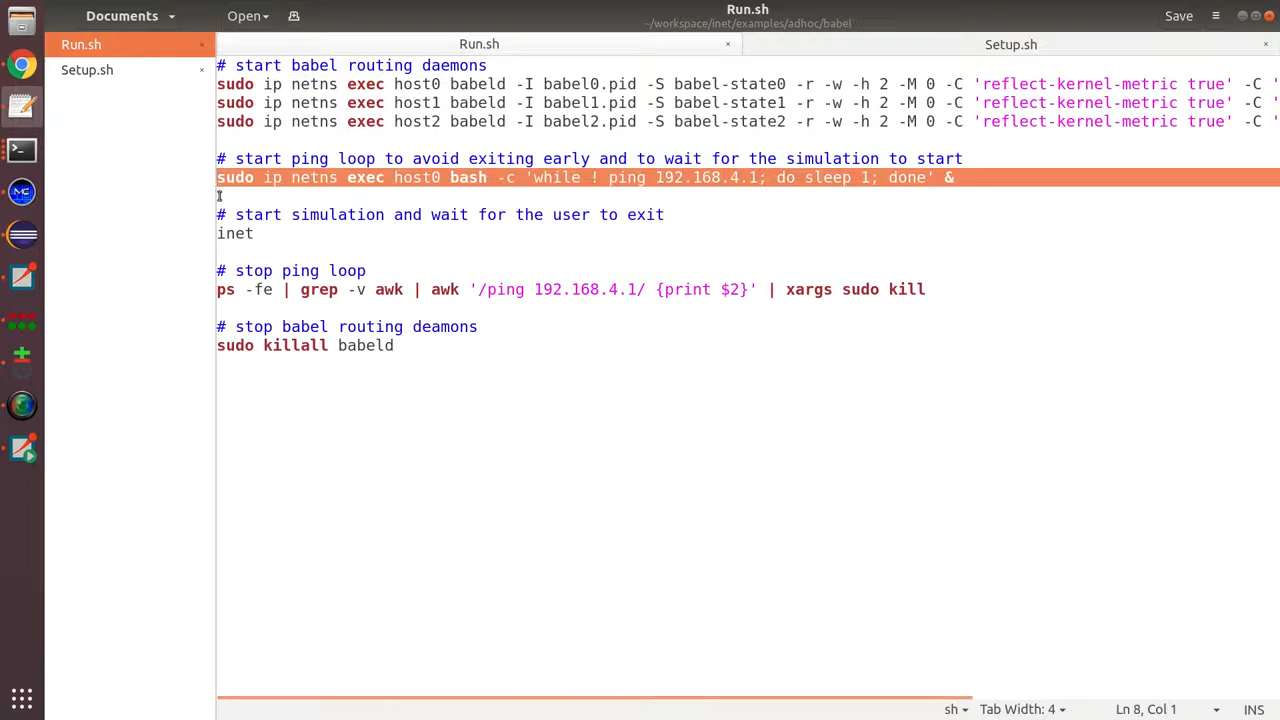 Documents
Open
Run.sh
~/workspace/inet/examples/adhoc/babel
Save
Run.sh
Setup.sh
Run.sh
Setup.sh
# start babel routing daemons
sudo ip netns exec host0 babeld -I babel0.pid -S babel-state0 -r -w -h 2 -M 0 -C 'reflect-kernel-metric true' -C '
sudo ip netns exec host1 babeld -I babel1.pid -S babel-state1 -r -w -h 2 -M 0 -C 'reflect-kernel-metric true' -C '
sudo ip netns exec host2 babeld -I babel2.pid -S babel-state2 -r -w -h 2 -M 0 -C 'reflect-kernel-metric true' -C '
# start ping loop to avoid exiting early and to wait for the simulation to start
sudo ip netns exec host0 bash -c 'while ! ping 192.168.4.1; do sleep 1; done' &
# start simulation and wait for the user to exit
inet
# stop ping loop
ps -fe | grep -v awk | awk '/ping 192.168.4.1/ {print $2}' | xargs sudo kill
# stop babel routing deamons
sudo killall babeld
sh
Tab Width: 4
Ln 8, Col 1
INS